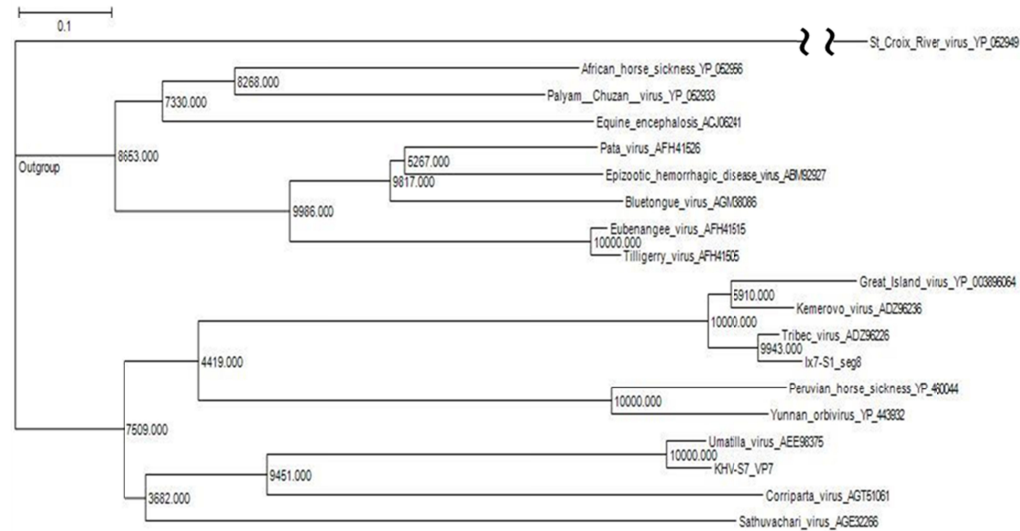 0.1
St_Croix_River_virus_YP_052949
African_horse_sickness_YP_052956
8268.000
Palyam__Chuzan__virus_YP_052933
7330.000
Equine_encephalosis_ACJ06241
Pata_virus_AFH41526
8653.000
5267.000
Outgroup
Epizootic_hemorrhagic_disease_virus_ABM92927
9817.000
Bluetongue_virus_AGM38086
9986.000
Eubenangee_virus_AFH41515
10000.000
Tilligerry_virus_AFH41505
Great_Island_virus_YP_003896064
5910.000
Kemerovo_virus_ADZ96236
10000.000
Tribec_virus_ADZ96226
9943.000
Ix7-S1_seg8
4419.000
Peruvian_horse_sickness_YP_460044
10000.000
Yunnan_orbivirus_YP_443932
7509.000
Umatilla_virus_AEE98375
10000.000
KHV-S7_VP7
9451.000
Corriparta_virus_AGT51061
3682.000
Sathuvachari_virus_AGE32266